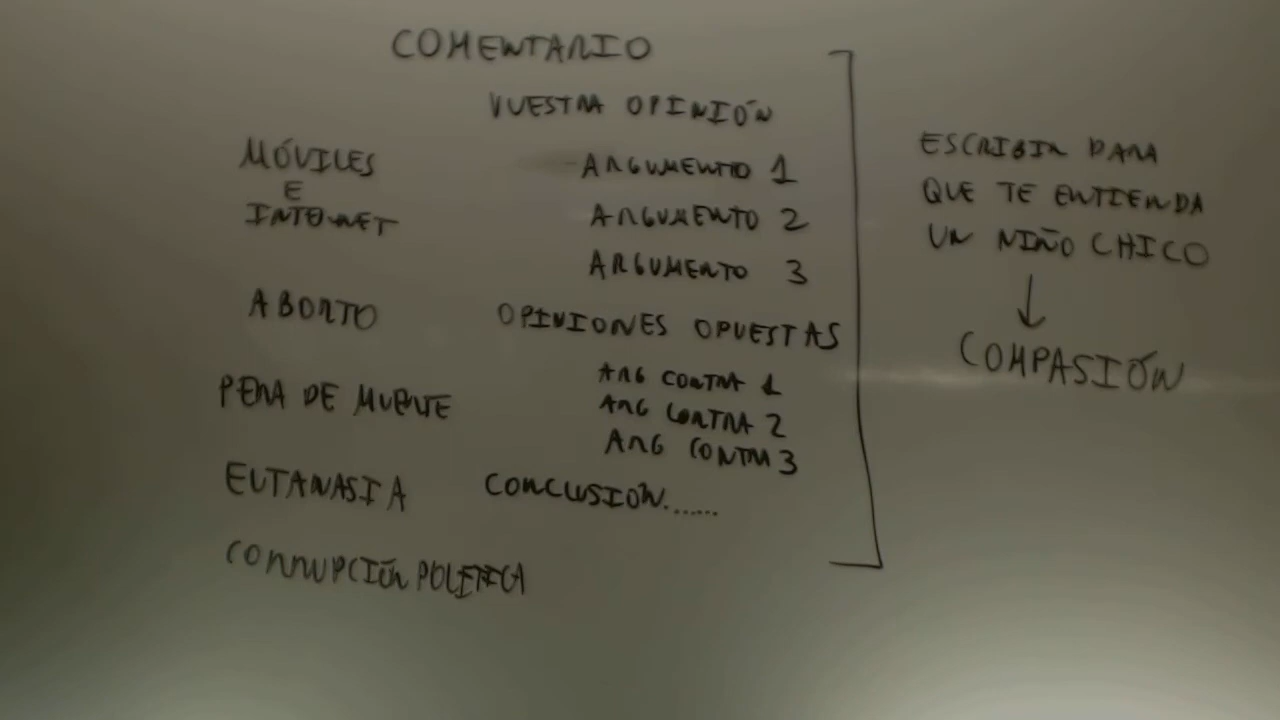 COMENTARIO
VUESTRA OPINIÓN
MÓVILES
E
INTERNET
ARGUMENTO 1
ARGUMENTO 2
ARGUMENTO 3
ABORTO
OPINIONES OPUESTAS
PENA DE MUERTE
ARG CONTRA 1
ARG CONTRA 2
ARG CONTRA 3
EUTANASIA
CONCLUSIÓN......
CORRUPCIÓN POLÍTICA
ESCRIBIR PARA
QUE TE ENTIENDA
UN NIÑO CHICO
↓
COMPASIÓN